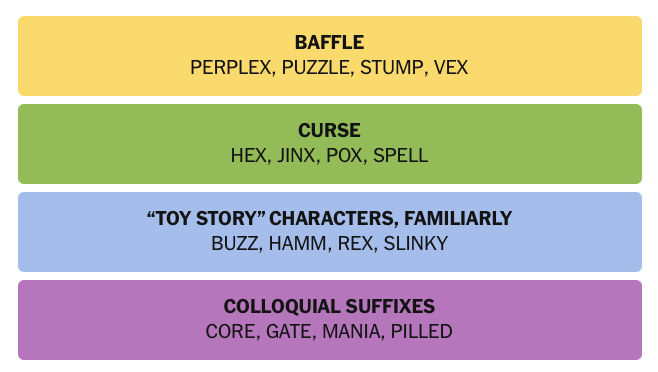 BAFFLE
PERPLEX, PUZZLE, STUMP, VEX
CURSE
HEX, JINX, POX, SPELL
“TOY STORY” CHARACTERS, FAMILIARLY
BUZZ, HAMM, REX, SLINKY
COLLOQUIAL SUFFIXES
CORE, GATE, MANIA, PILLED